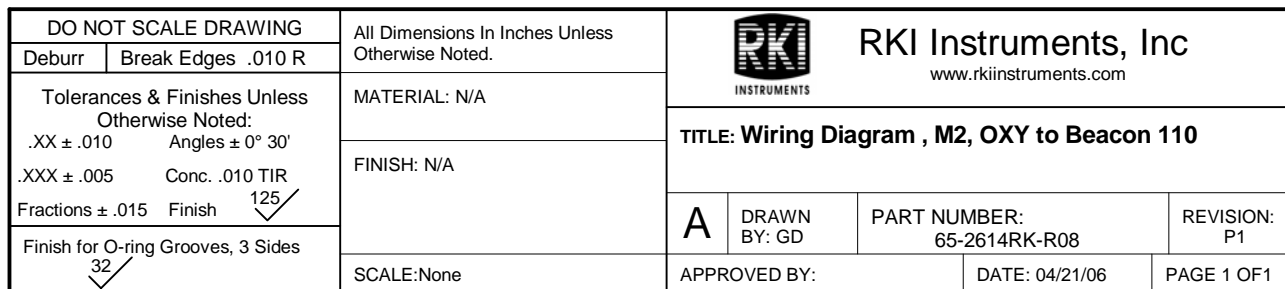 DO NOT SCALE DRAWING
Deburr Break Edges .010 R
Tolerances & Finishes Unless
Otherwise Noted:
.XX ± .010 Angles ± 0° 30'
.XXX ± .005 Conc. .010 TIR
Fractions ± .015 Finish 125
Finish for O-ring Grooves, 3 Sides
32
All Dimensions In Inches Unless
Otherwise Noted.
MATERIAL: N/A
FINISH: N/A
SCALE:None
RKI
INSTRUMENTS
RKI Instruments, Inc
www.rkiinstruments.com
TITLE: Wiring Diagram , M2, OXY to Beacon 110
A
DRAWN
BY: GD
PART NUMBER:
65-2614RK-R08
REVISION:
P1
APPROVED BY:
DATE: 04/21/06
PAGE 1 OF1